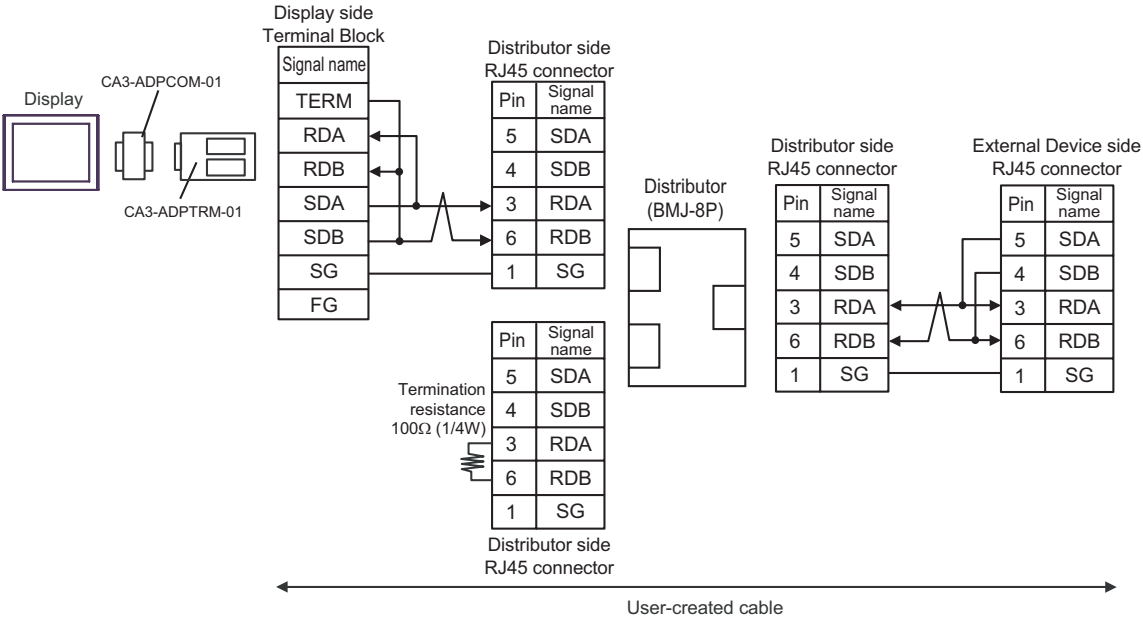 Display side
Terminal Block
Signal name
TERM
RDA
RDB
SDA
SDB
SG
FG
Display
CA3-ADPCOM-01
CA3-ADPTRM-01
Distributor side
RJ45 connector
Pin Signal name
5 SDA
4 SDB
3 RDA
6 RDB
1 SG
Pin Signal name
5 SDA
4 SDB
3 RDA
6 RDB
1 SG
Distributor side
RJ45 connector
Termination
resistance
100Ω (1/4W)
Distributor
(BMJ-8P)
Distributor side
RJ45 connector
Pin Signal name
5 SDA
4 SDB
3 RDA
6 RDB
1 SG
External Device side
RJ45 connector
Pin Signal name
5 SDA
4 SDB
3 RDA
6 RDB
1 SG
User-created cable